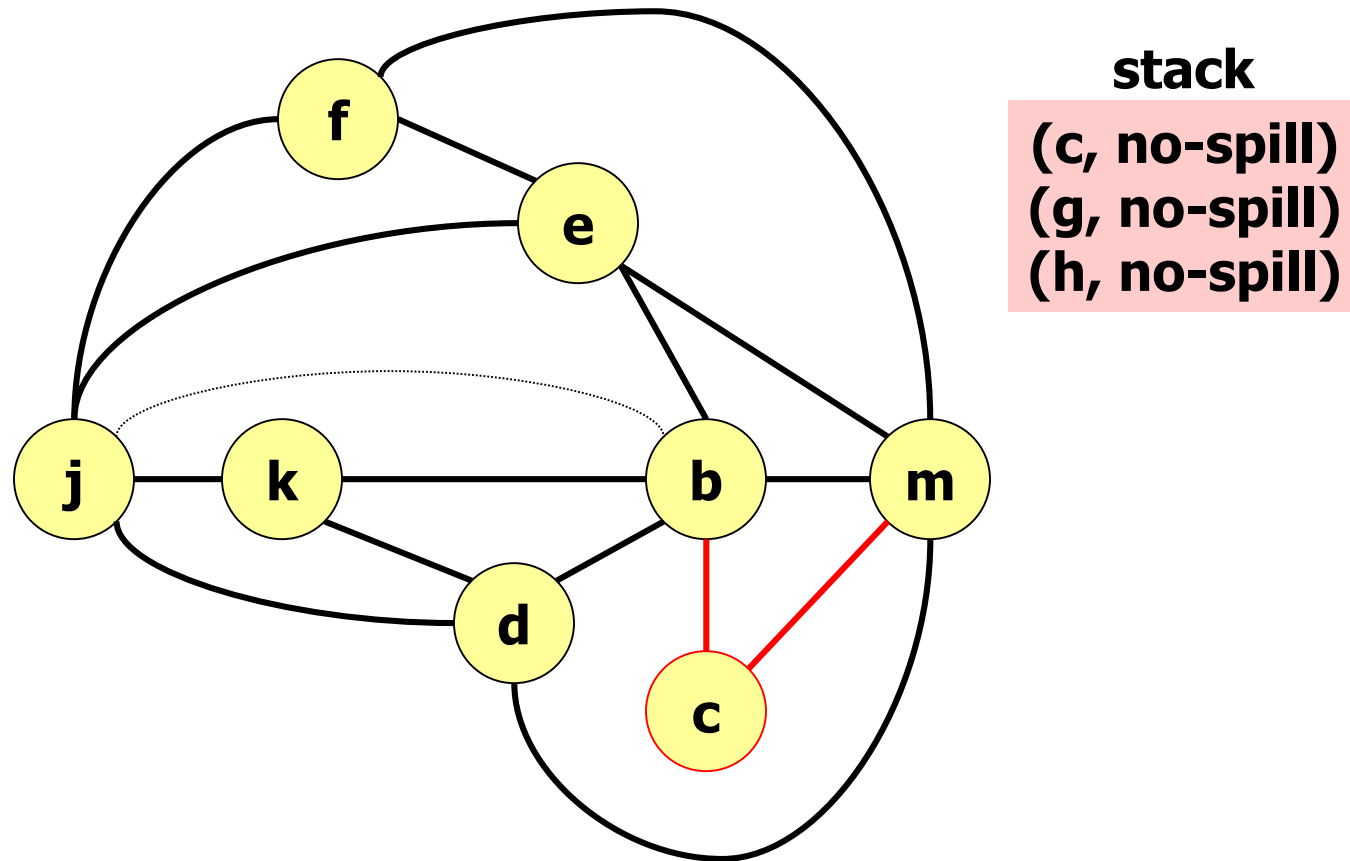 stack
(c, no-spill)
(g, no-spill)
(h, no-spill)
f
e
j
k
b
m
d
c